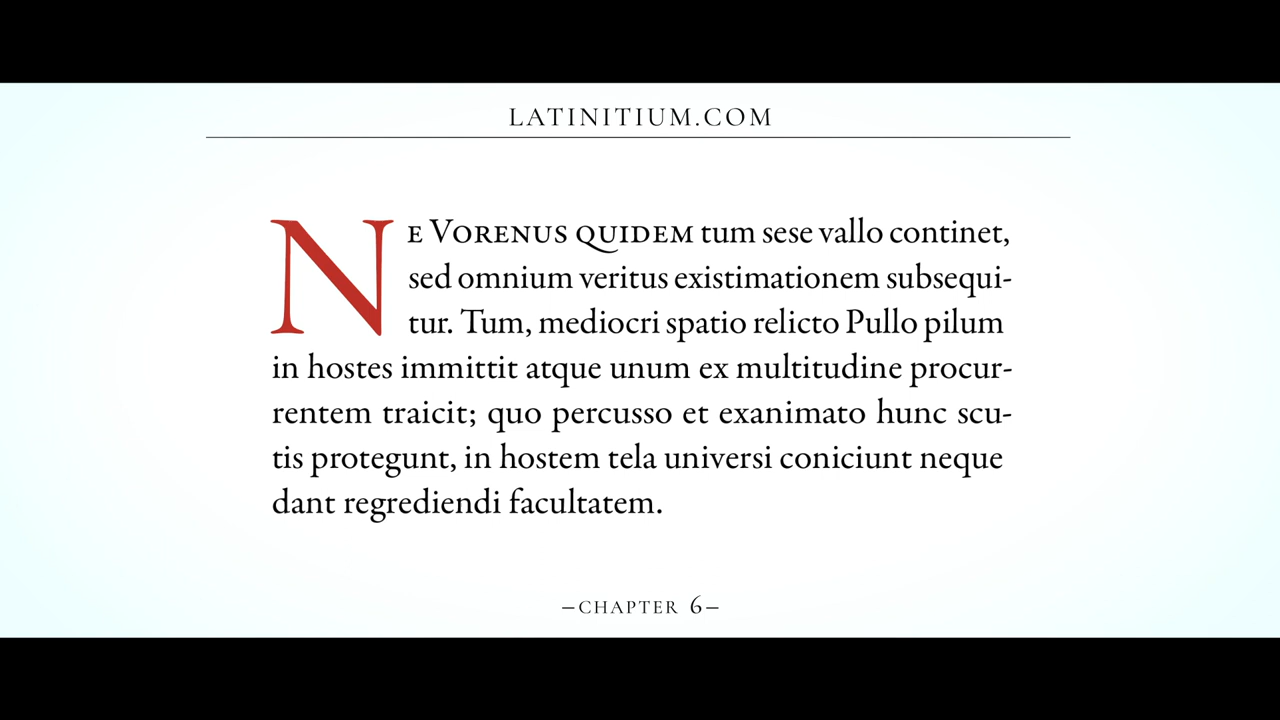 LATINITIUM.COM
NE VORENUS QUIDEM tum sese vallo continet,
sed omnium veritus existimationem subsequi-
tur. Tum, mediocri spatio relicto Pullo pilum
in hostes immittit atque unum ex multitudine procur-
rentem traicit; quo percusso et exanimato hunc scu-
tis protegunt, in hostem tela universi coniciunt neque
dant regrediendi facultatem.
–CHAPTER 6–